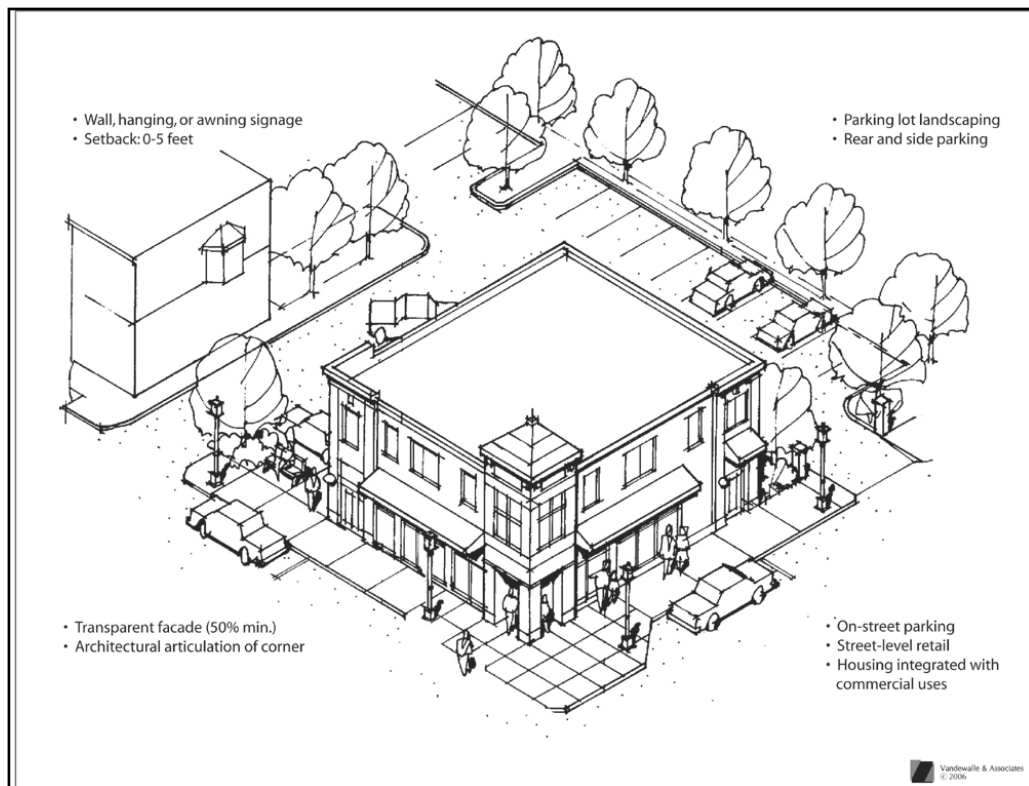 • Wall, hanging, or awning signage
• Setback: 0-5 feet
• Parking lot landscaping
• Rear and side parking
• Transparent facade (50% min.)
• Architectural articulation of corner
• On-street parking
• Street-level retail
• Housing integrated with
commercial uses
Vandewalle & Associates
© 2006